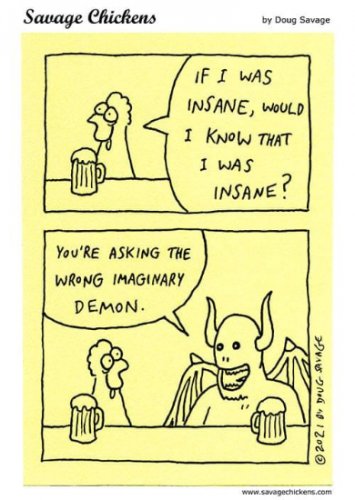 Savage Chickens
by Doug Savage
IF I WAS
INSANE, WOULD
I KNOW THAT
I WAS
INSANE?
YOU'RE ASKING THE
WRONG IMAGINARY
DEMON.
©2021 BY DOUG SAVAGE
www.savagechickens.com